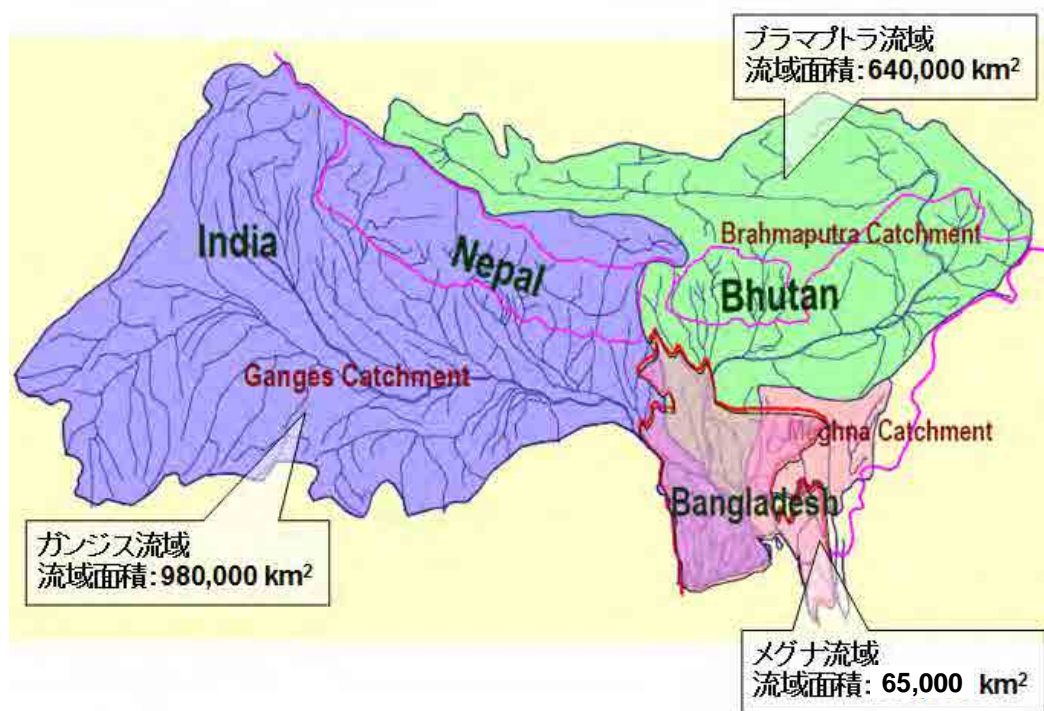 ブラマプトラ流域
流域面積:640,000 km²
India
Nepal
Brahmaputra Catchment
Bhutan
Ganges Catchment
Meghna Catchment
Bangladesh
ガンジス流域
流域面積:980,000 km²
メグナ流域
流域面積: 65,000 km²